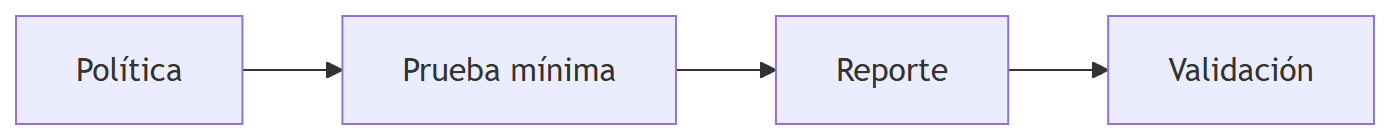 Política
Prueba mínima
Reporte
Validación